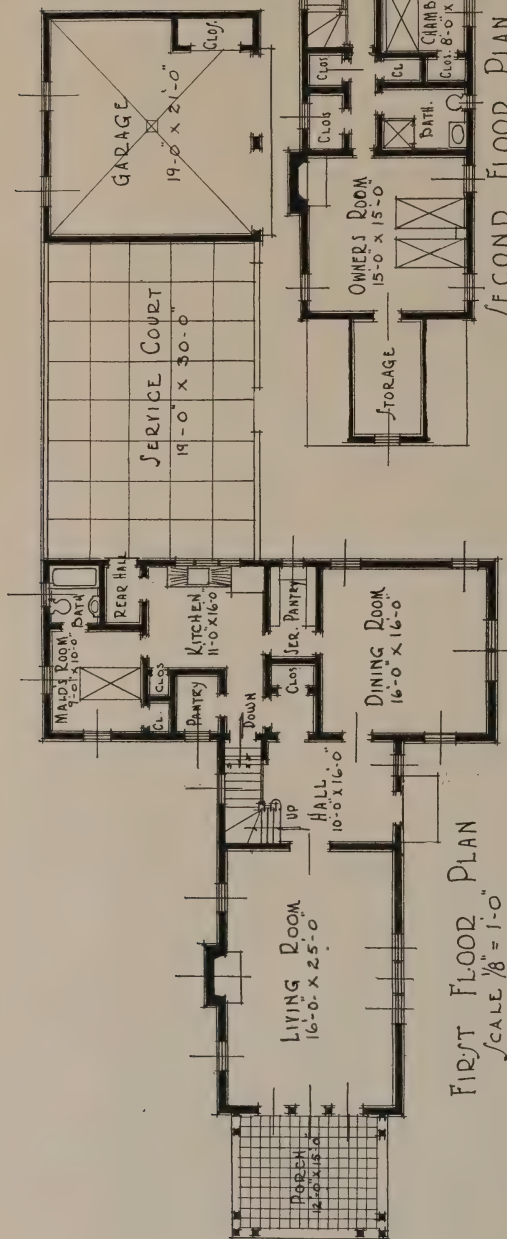 GARAGE
19'-0" X 21'-0"
CLOS.
SERVICE COURT
19'-0" X 30'-0"
MAID'S ROOM
9'-0" X 10'-0"
BATH
REAR HALL
CL.
CLOS
PANTRY
KITCHEN
11'-0" X 16'-0"
DOWN
SER. PANTRY
CLOS
UP
HALL
10'-0" X 16'-0"
DINING ROOM
16'-0" X 16'-0"
LIVING ROOM
16'-0" X 25'-0"
PORCH
12'-0" X 15'-0"
FIRST FLOOR PLAN
SCALE 1/8" = 1'-0"
CLOS
CLOS
CL
CLOS.
8'-0" X
BATH.
OWNERS ROOM
15'-0" X 15'-0"
STORAGE
SECOND FLOOR PLAN